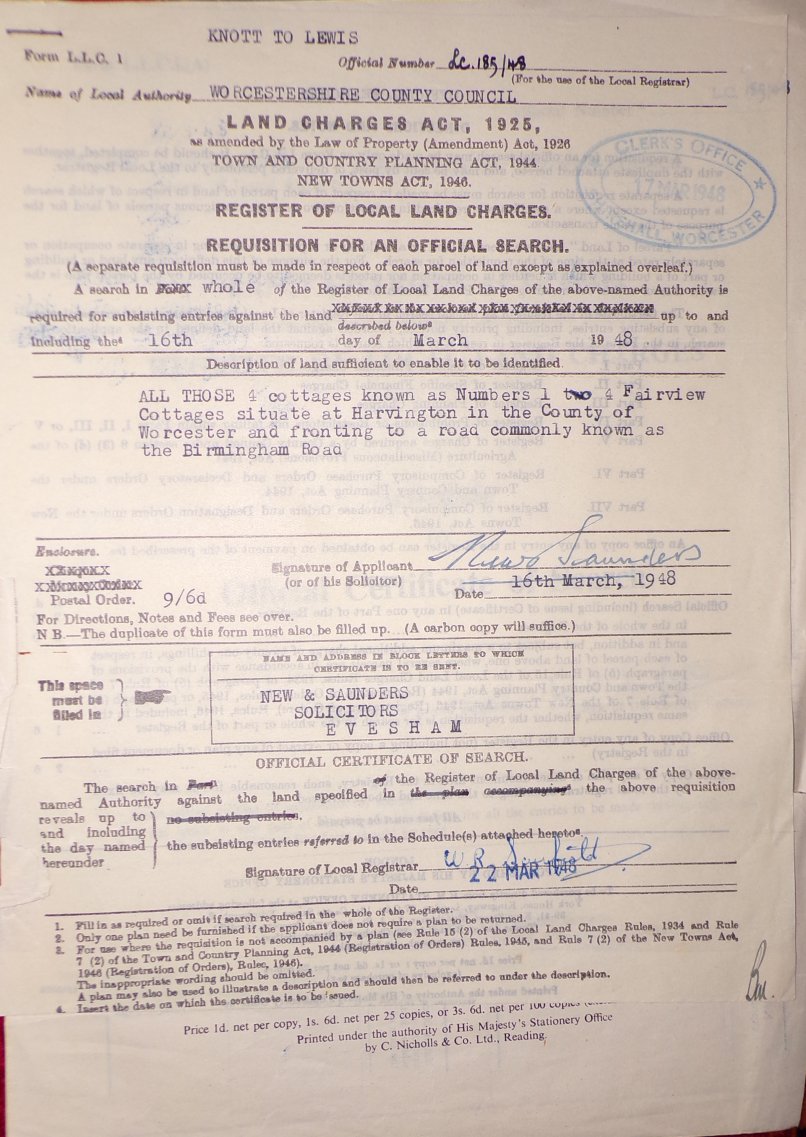 KNOTT TO LEWIS
Form L.L.C. 1
Official Number L.C. 185/48
(For the use of the Local Registrar)
Name of Local Authority WORCESTERSHIRE COUNTY COUNCIL
LAND CHARGES ACT, 1925,
as amended by the Law of Property (Amendment) Act, 1926
TOWN AND COUNTRY PLANNING ACT, 1944.
NEW TOWNS ACT, 1946.
CLERK'S OFFICE
17 MAR 1948
SHIREHALL WORCESTER
REGISTER OF LOCAL LAND CHARGES.
REQUISITION FOR AN OFFICIAL SEARCH.
(A separate requisition must be made in respect of each parcel of land except as explained overleaf.)
A search in whole of the Register of Local Land Charges of the above-named Authority is
required for subsisting entries against the land described below³ up to and
including the⁴ 16th day of March 1948
Description of land sufficient to enable it to be identified.
ALL THOSE 4 cottages known as Numbers 1 two 4 Fairview
Cottages situate at Harvington in the County of
Worcester and fronting to a road commonly known as
the Birmingham Road
Enclosure.
Signature of Applicant New & Saunders
(or of his Solicitor)
Postal Order. 9/6d
Date 16th March, 1948
For Directions, Notes and Fees see over.
N B.—The duplicate of this form must also be filled up. (A carbon copy will suffice.)
NAME AND ADDRESS IN BLOCK LETTERS TO WHICH
CERTIFICATE IS TO BE SENT.
This space
must be
filled in
NEW & SAUNDERS
SOLICITORS
EVESHAM
OFFICIAL CERTIFICATE OF SEARCH.
The search in Part of the Register of Local Land Charges of the above-
named Authority against the land specified in the plan accompanying the above requisition
reveals up to
and including
the day named
hereunder
no subsisting entries.
the subsisting entries referred to in the Schedule(s) attached hereto
Signature of Local Registrar W R
22 MAR 1948
Date
1. Fill in as required or omit if search required in the whole of the Register.
2. Only one plan need be furnished if the applicant does not require a plan to be returned.
3. For use where the requisition is not accompanied by a plan (see Rule 15 (2) of the Local Land Charges Rules, 1934 and Rule
7 (2) of the Town and Country Planning Act, 1944 (Registration of Orders) Rules, 1945, and Rule 7 (2) of the New Towns Act,
1946 (Registration of Orders), Rules, 1946).
The inappropriate wording should be omitted.
A plan may also be used to illustrate a description and should then be referred to under the description.
4. Insert the date on which the certificate is to be issued.
Price 1d. net per copy, 1s. 6d. net per 25 copies, or 3s. 6d. net per 100 copies
Printed under the authority of His Majesty's Stationery Office
by C. Nicholls & Co. Ltd., Reading.